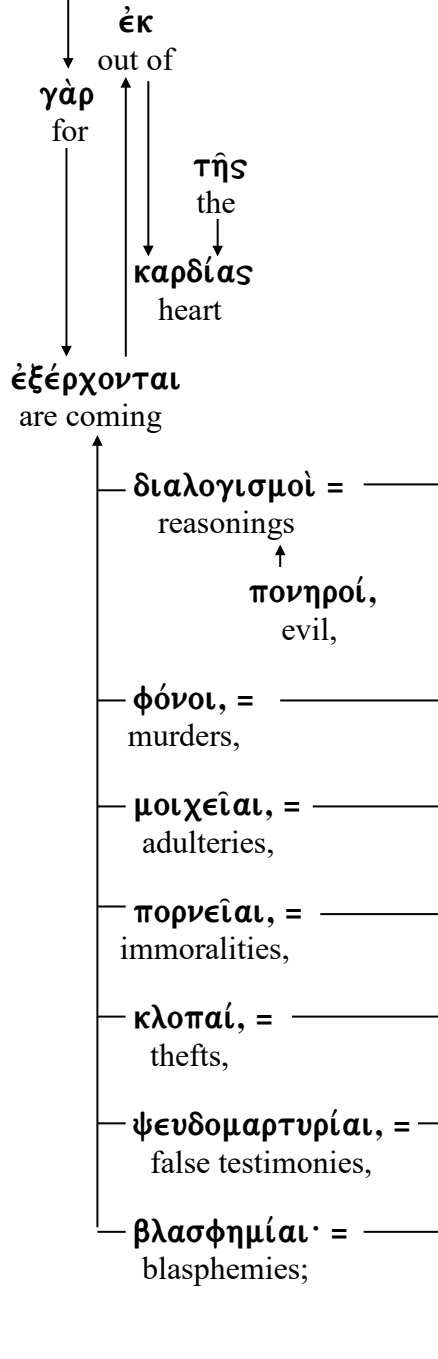 ἐκ
out of
γὰρ
for
τῆς
the
καρδίας
heart
ἐξέρχονται
are coming
διαλογισμοὶ =
reasonings
πονηροί,
evil,
φόνοι, =
murders,
μοιχεῖαι, =
adulteries,
πορνεῖαι, =
immoralities,
κλοπαί, =
thefts,
ψευδομαρτυρίαι, =
false testimonies,
βλασφημίαι· =
blasphemies;